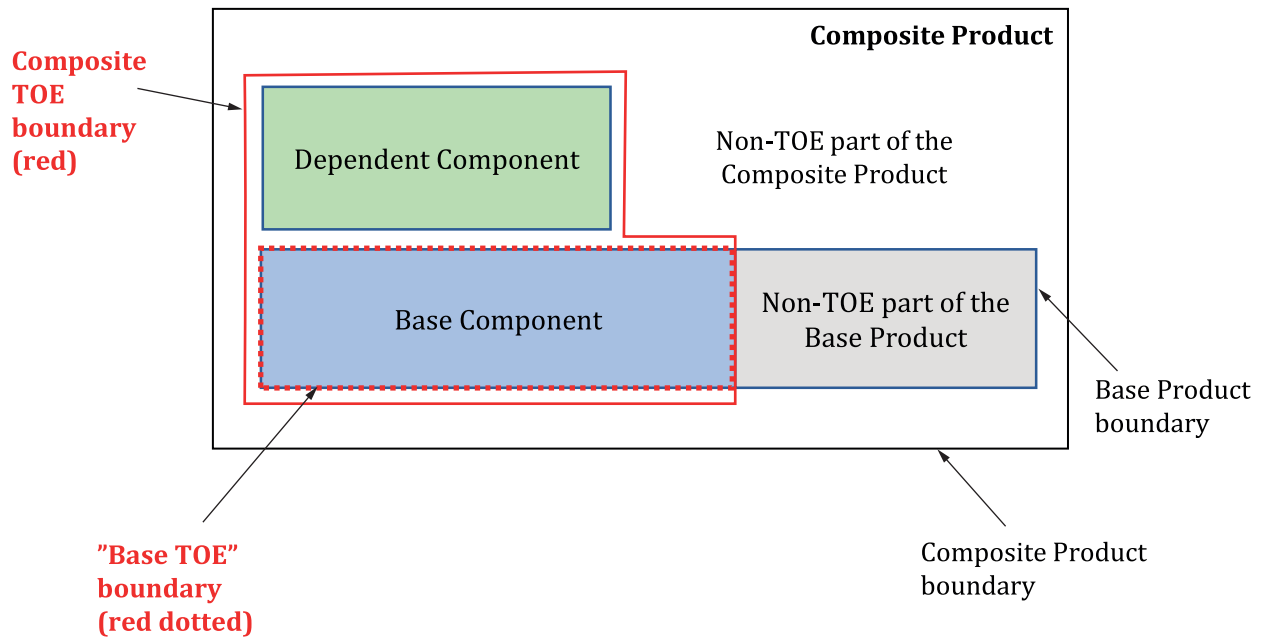 Composite Product
Composite
TOE
boundary
(red)
Dependent Component
Non-TOE part of the
Composite Product
Base Component
Non-TOE part of the
Base Product
Base Product
boundary
”Base TOE”
boundary
(red dotted)
Composite Product
boundary